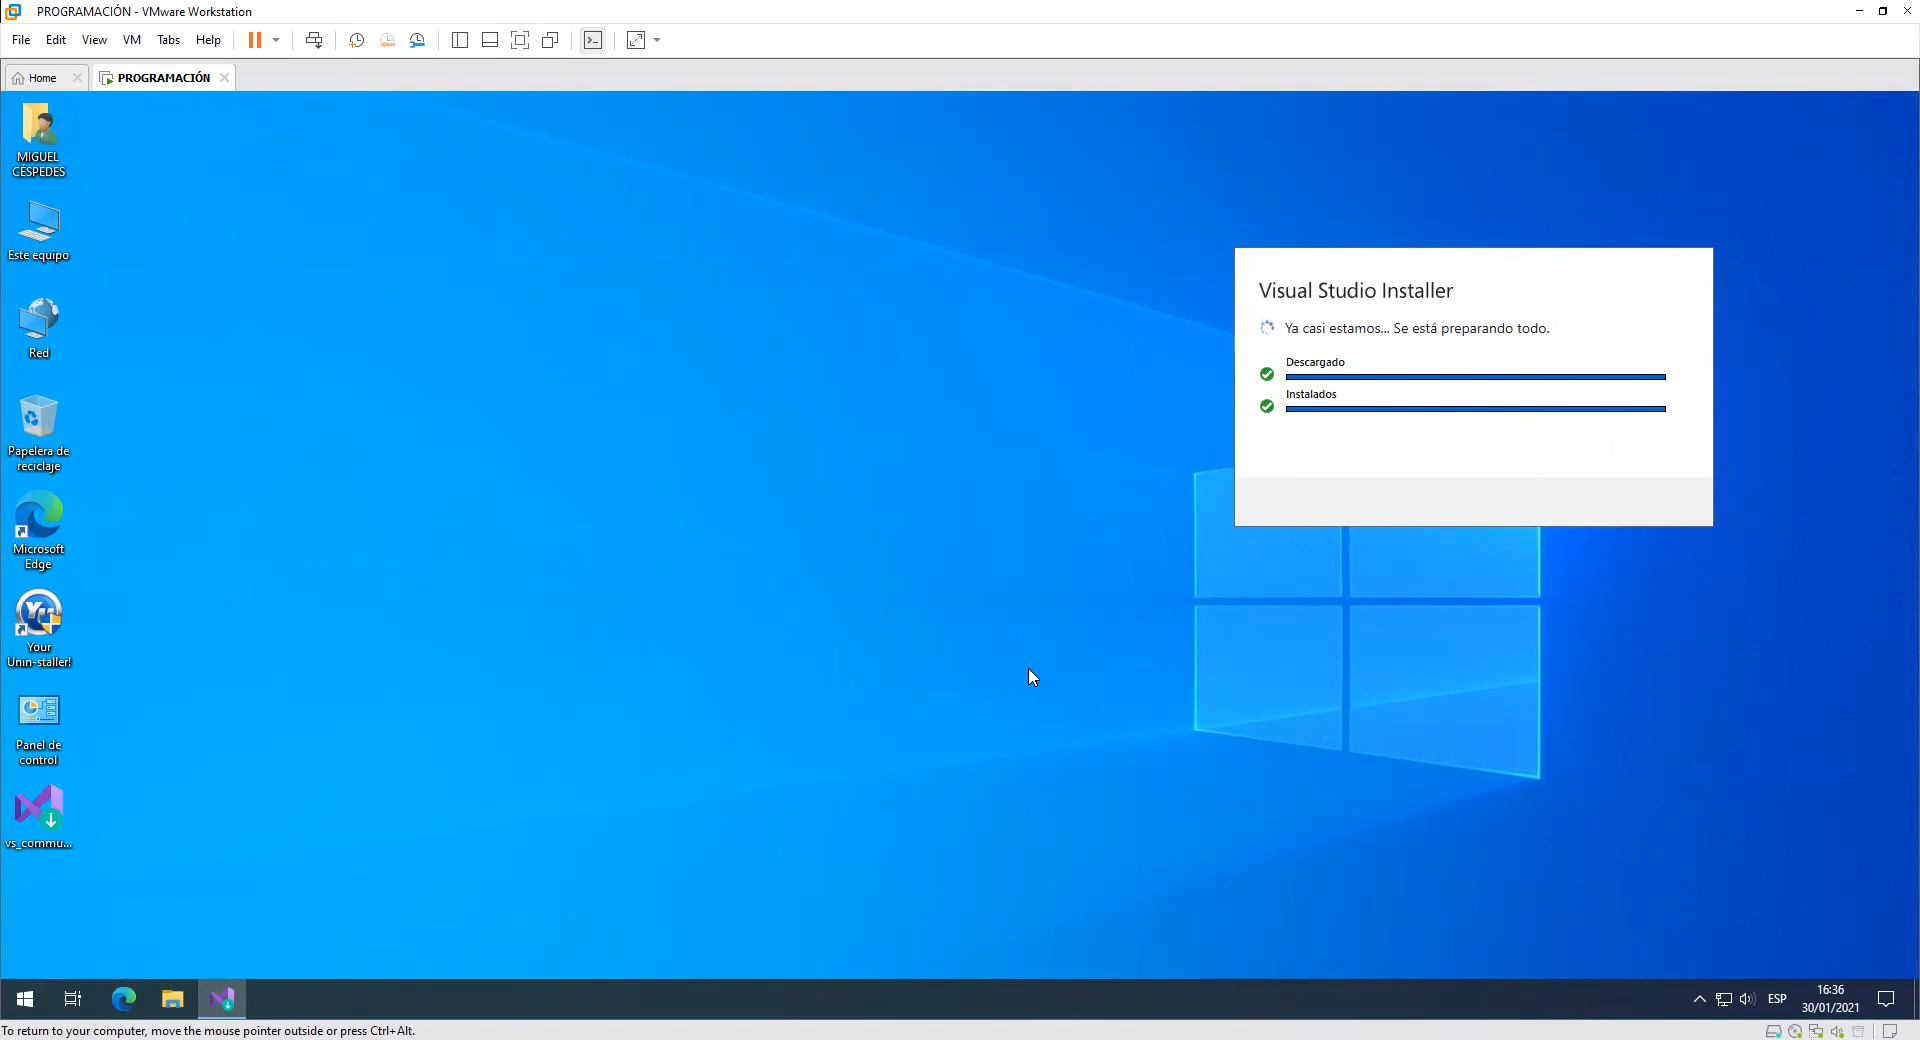 PROGRAMACIÓN - VMware Workstation
File Edit View VM Tabs Help
Home
PROGRAMACIÓN
MIGUEL
CÉSPEDES
Este equipo
Red
Papelera de
reciclaje
Microsoft
Edge
Your
Unin-staller!
Panel de
control
vs_commu...
Visual Studio Installer
Ya casi estamos... Se está preparando todo.
Descargado
Instalados
ESP
16:36
30/01/2021
To return to your computer, move the mouse pointer outside or press Ctrl+Alt.